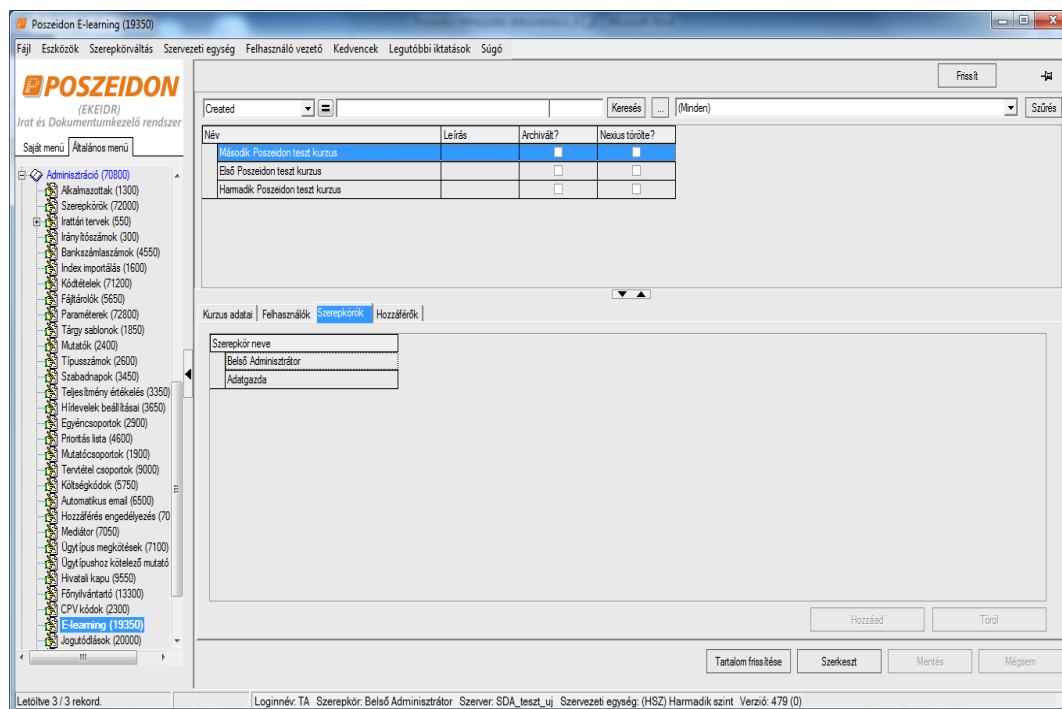 Poszeidon E-learning (19350)
Fájl Eszközök Szerepkörváltás Szervezeti egység Felhasználó vezető Kedvencek Legutóbbi iktatások Súgó
POSZEIDON
(EKEIDR)
Irat és Dokumentumkezelő rendszer
Saját menü Általános menü
Frissít
Created = Keresés ... (Minden) Szűrés
Név Leírás Archivált? Nexius törölte?
Második Poszeidon teszt kurzus
Első Poszeidon teszt kurzus
Harmadik Poszeidon teszt kurzus
Adminisztráció (70800)
Alkalmazottak (1300)
Szerepkörök (72000)
Irattári tervek (550)
Irányítószámok (300)
Bankszámlaszámok (4550)
Index importálás (1600)
Kódtételek (71200)
Fájltárolók (5650)
Paraméterek (72800)
Tárgy sablonok (1850)
Mutatók (2400)
Típusszámok (2600)
Szabadnapok (3450)
Teljesítmény értékelés (3350)
Hírlevelek beállításai (3650)
Egyéncsoportok (2900)
Prioritás lista (4600)
Mutatócsoportok (1900)
Tervtétel csoportok (9000)
Költségkódok (5750)
Automatikus email (6500)
Hozzáférés engedélyezés (70
Mediátor (7050)
Ügytípus megkötések (7100)
Ügytípushoz kötelező mutató
Hivatali kapu (9550)
Főnyilvántartó (13300)
CPV kódok (2300)
E-learning (19350)
Jogutódlások (20000)
Kurzus adatai Felhasználók Szerepkörök Hozzáférők
Szerepkör neve
Belső Adminisztrátor
Adatgazda
Hozzáad Töröl
Tartalom frissítése Szerkeszt Mentés Mégsem
Letöltve 3 / 3 rekord. Loginnév: TA Szerepkör: Belső Adminisztrátor Szerver: SDA_teszt_uj Szervezeti egység: (HSZ) Harmadik szint Verzió: 479 (0)